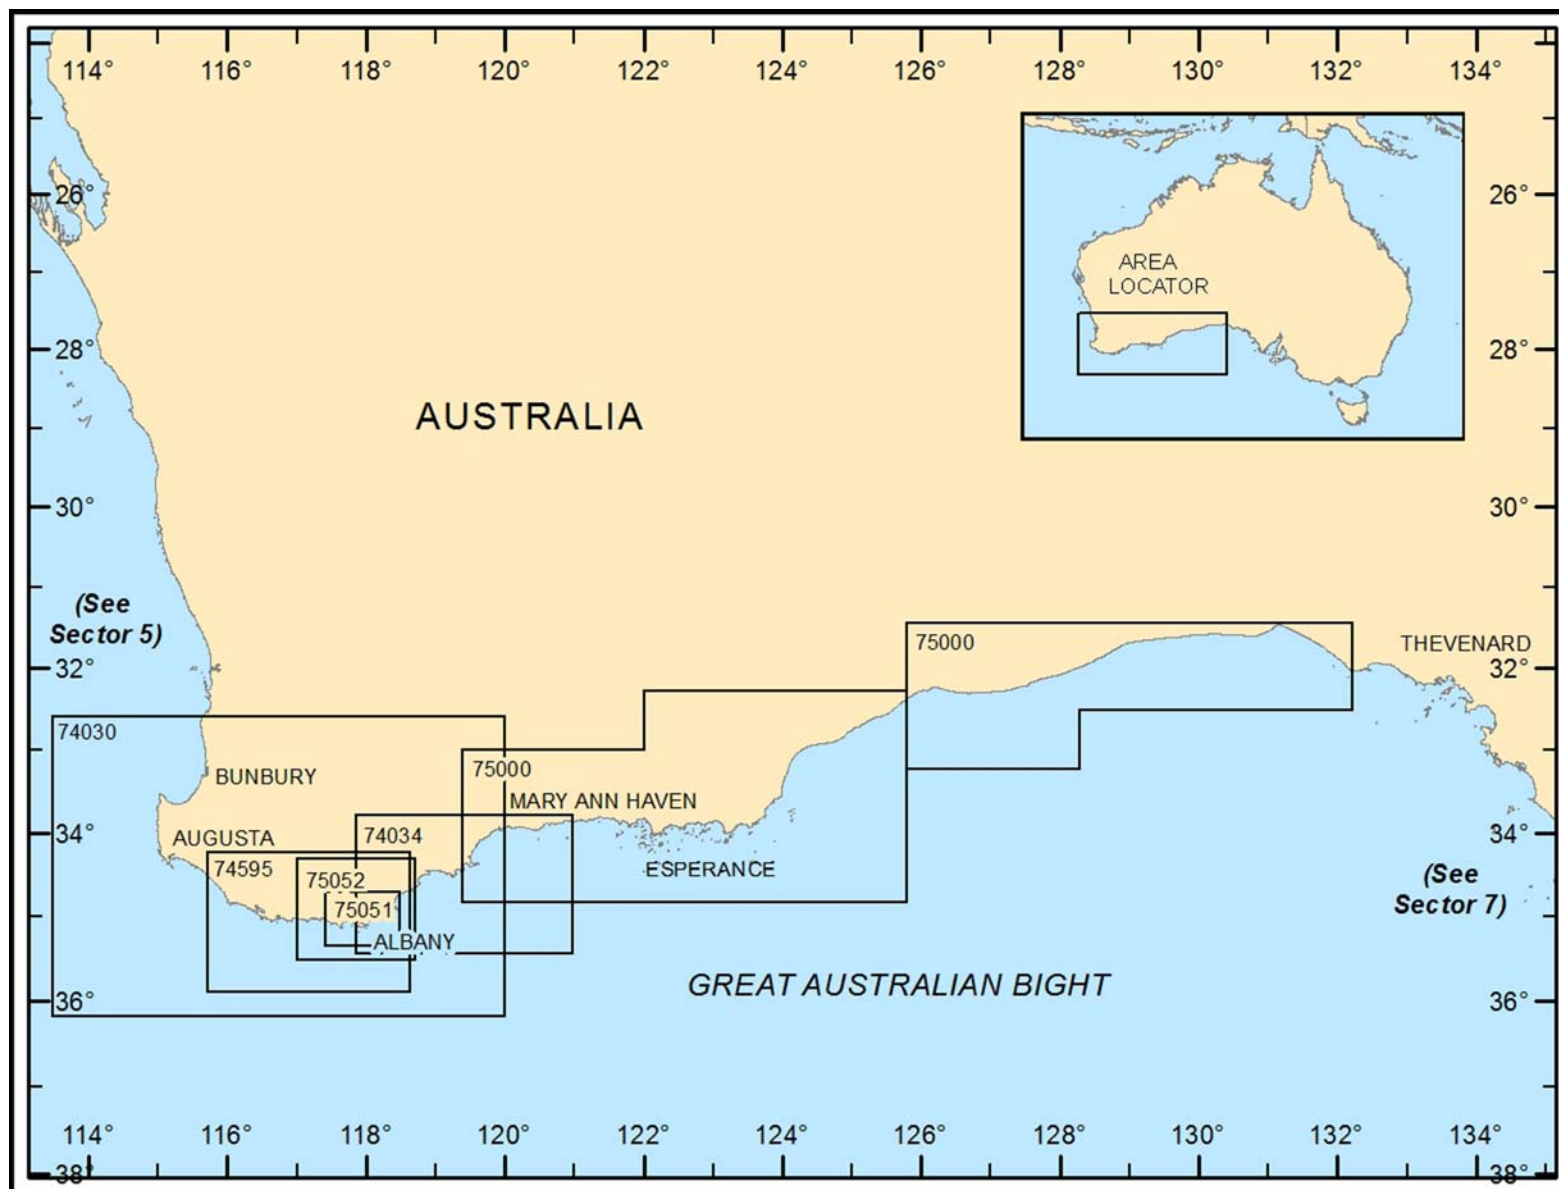 114° 116° 118° 120° 122° 124° 126° 128° 130° 132° 134°
26° 26°
AREA
LOCATOR
28° 28°
AUSTRALIA
30° 30°
(See
Sector 5)
75000
THEVENARD
32° 32°
74030
75000
BUNBURY
MARY ANN HAVEN
34° 74034 34°
AUGUSTA
74595
ESPERANCE
75052
(See
Sector 7)
75051
ALBANY
GREAT AUSTRALIAN BIGHT
36° 36°
114° 116° 118° 120° 122° 124° 126° 128° 130° 132° 134°
38° 38°